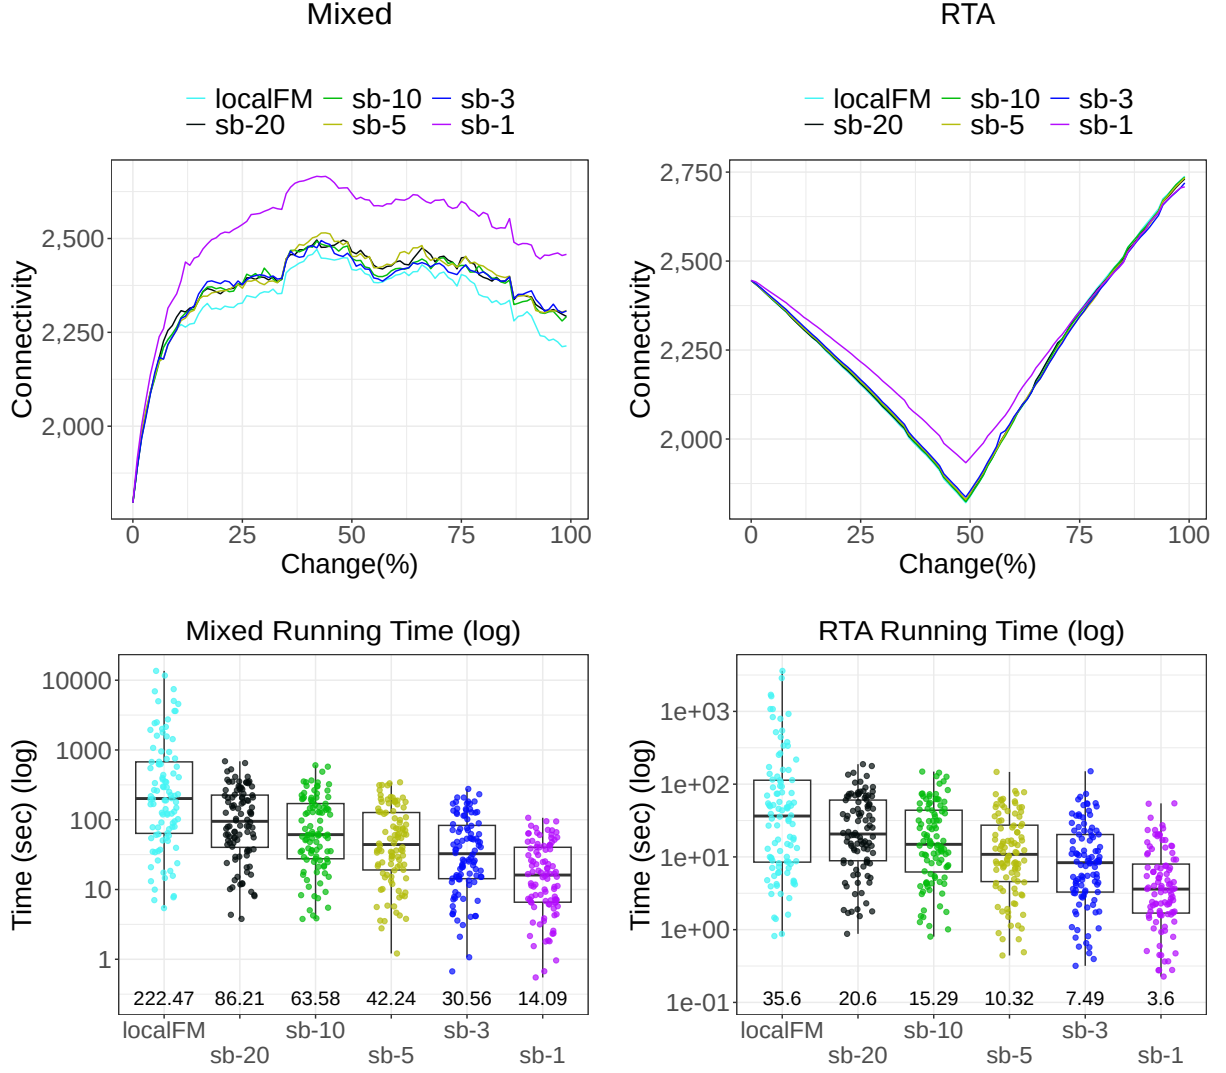 Mixed
RTA
localFM sb-10 sb-3
sb-20 sb-5 sb-1
localFM sb-10 sb-3
sb-20 sb-5 sb-1
2,500
2,250
2,000
Connectivity
0 25 50 75 100
Change(%)
2,750
2,500
2,250
2,000
Connectivity
0 25 50 75 100
Change(%)
Mixed Running Time (log)
10000
1000
100
10
1
Time (sec) (log)
222.47 86.21 63.58 42.24 30.56 14.09
localFM sb-10 sb-3
sb-20 sb-5 sb-1
RTA Running Time (log)
1e+03
1e+02
1e+01
1e+00
1e-01
Time (sec) (log)
35.6 20.6 15.29 10.32 7.49 3.6
localFM sb-10 sb-3
sb-20 sb-5 sb-1